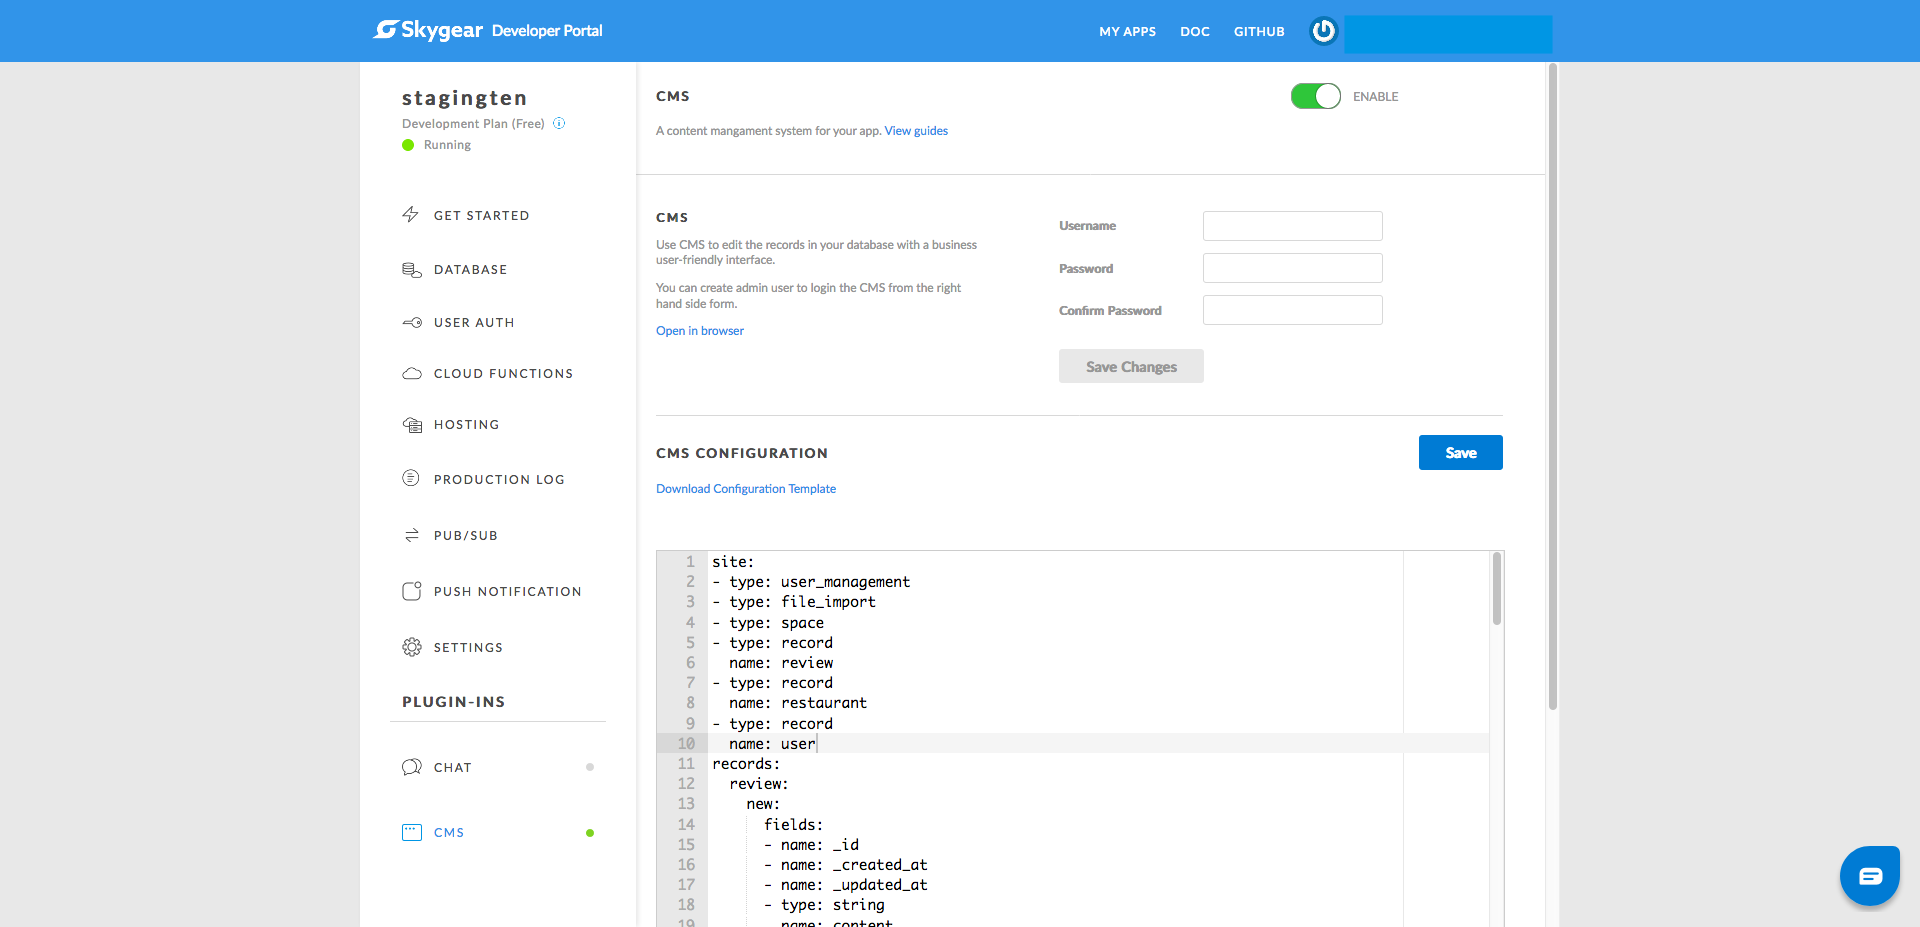 Skygear Developer Portal
MY APPS
DOC
GITHUB
stagingten
Development Plan (Free)
Running
GET STARTED
DATABASE
USER AUTH
CLOUD FUNCTIONS
HOSTING
PRODUCTION LOG
PUB/SUB
PUSH NOTIFICATION
SETTINGS
PLUGIN-INS
CHAT
CMS
CMS
ENABLE
A content mangament system for your app. View guides
CMS
Use CMS to edit the records in your database with a business
user-friendly interface.
You can create admin user to login the CMS from the right
hand side form.
Open in browser
Username
Password
Confirm Password
Save Changes
CMS CONFIGURATION
Save
Download Configuration Template
1 site:
2 - type: user_management
3 - type: file_import
4 - type: space
5 - type: record
6 name: review
7 - type: record
8 name: restaurant
9 - type: record
10 name: user
11 records:
12 review:
13 new:
14 fields:
15 - name: _id
16 - name: _created_at
17 - name: _updated_at
18 - type: string
19 name: content